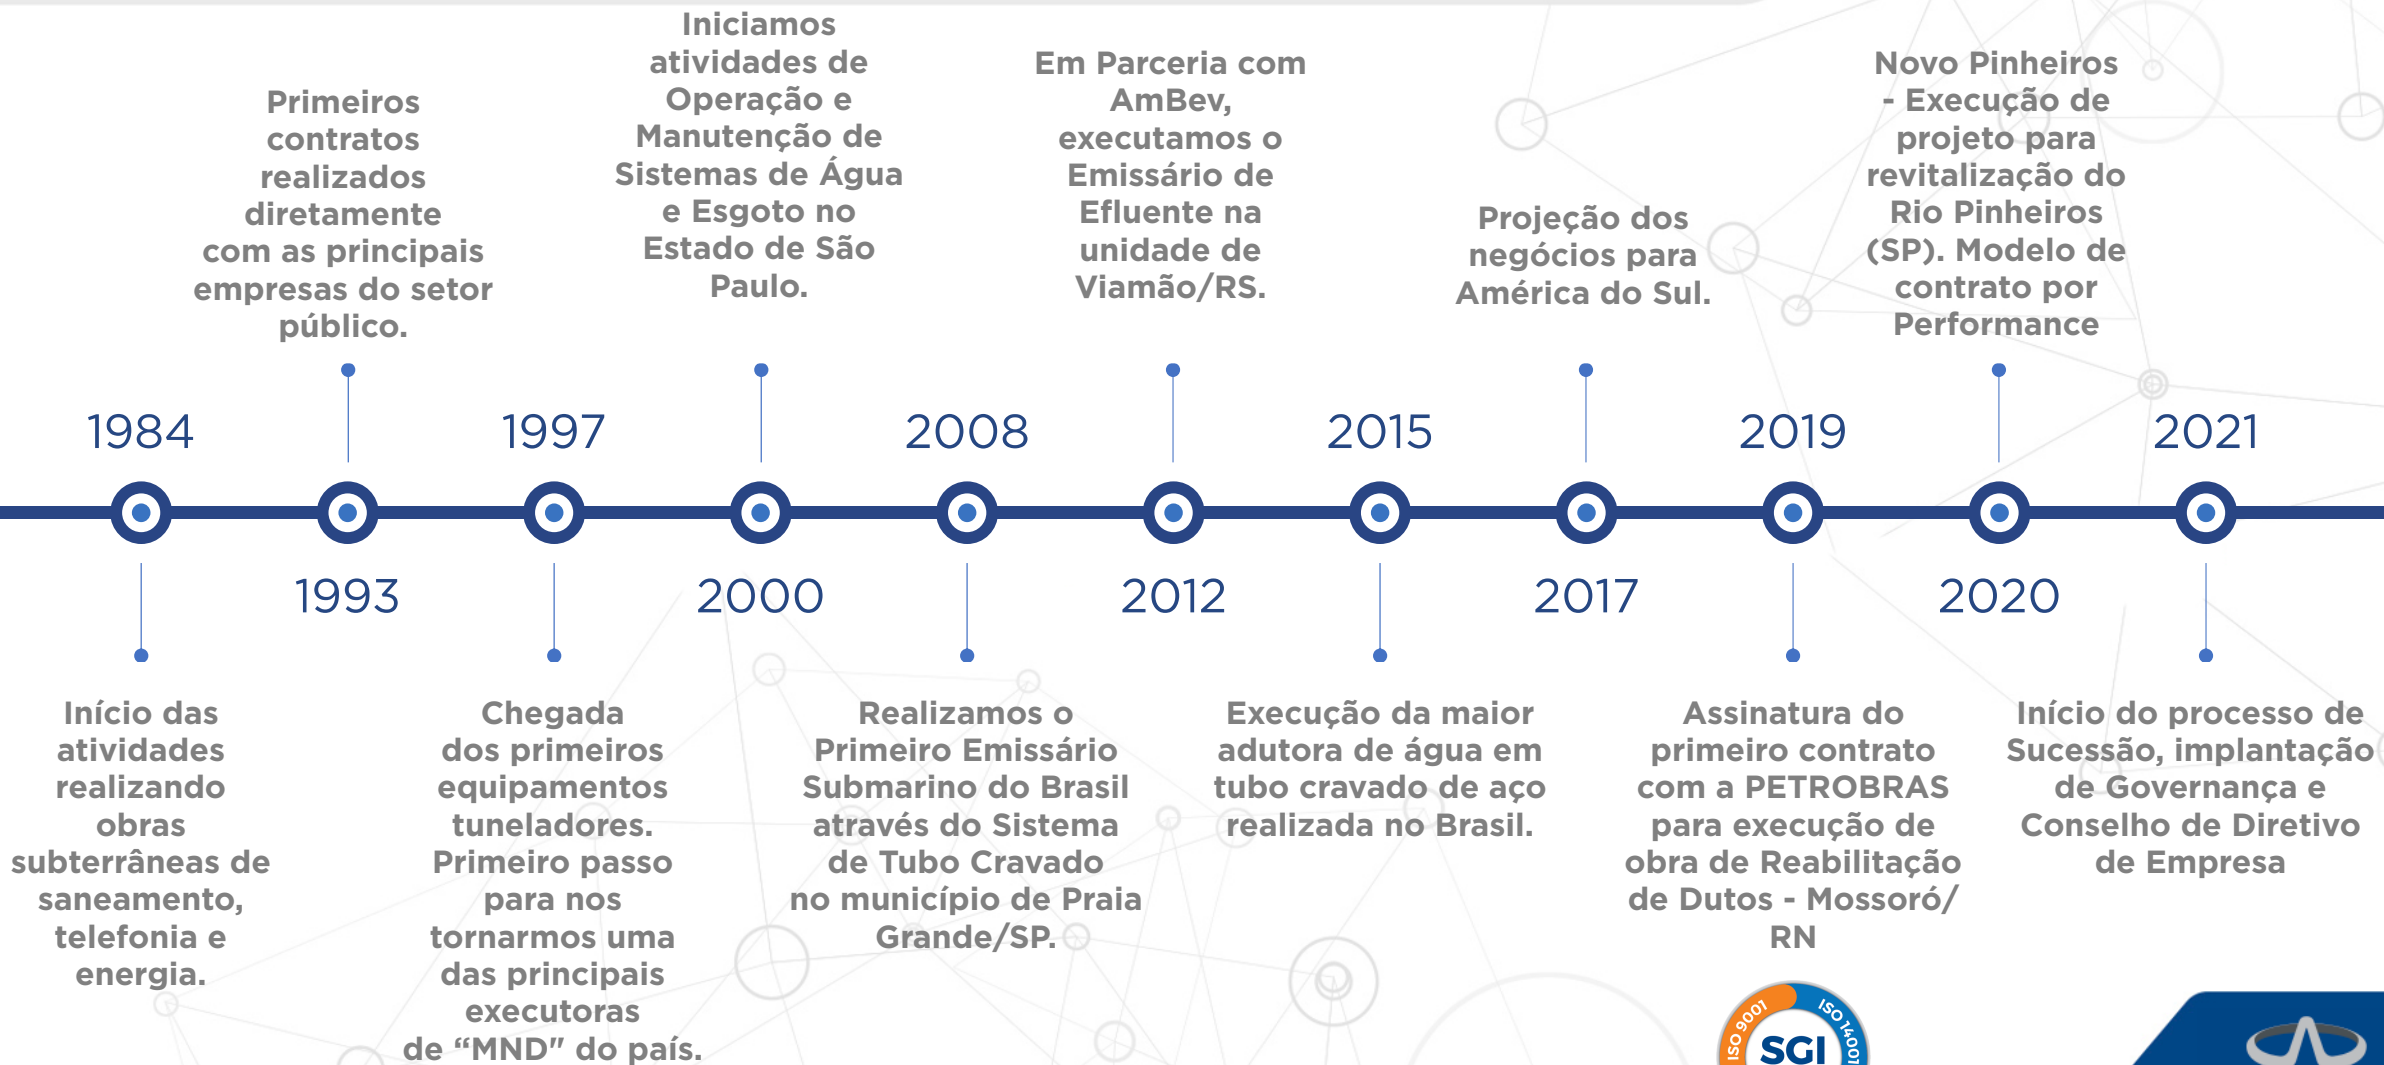 1984
Início das
atividades
realizando
obras
subterrâneas de
saneamento,
telefonia e
energia.
Primeiros
contratos
realizados
diretamente
com as principais
empresas do setor
público.
1993
1997
Chegada
dos primeiros
equipamentos
tuneladores.
Primeiro passo
para nos
tornarmos uma
das principais
executoras
de “MND" do país.
Iniciamos
atividades de
Operação e
Manutenção de
Sistemas de Água
e Esgoto no
Estado de São
Paulo.
2000
2008
Realizamos o
Primeiro Emissário
Submarino do Brasil
através do Sistema
de Tubo Cravado
no município de Praia
Grande/SP.
Em Parceria com
AmBev,
executamos o
Emissário de
Efluente na
unidade de
Viamão/RS.
2012
2015
Execução da maior
adutora de água em
tubo cravado de aço
realizada no Brasil.
Projeção dos
negócios para
América do Sul.
2017
2019
Assinatura do
primeiro contrato
com a PETROBRAS
para execução de
obra de Reabilitação
de Dutos - Mossoró/
RN
Novo Pinheiros
- Execução de
projeto para
revitalização do
Rio Pinheiros
(SP). Modelo de
contrato por
Performance
2020
2021
Início do processo de
Sucessão, implantação
de Governança e
Conselho de Diretivo
de Empresa
ISO 9001
ISO 14001
SGI